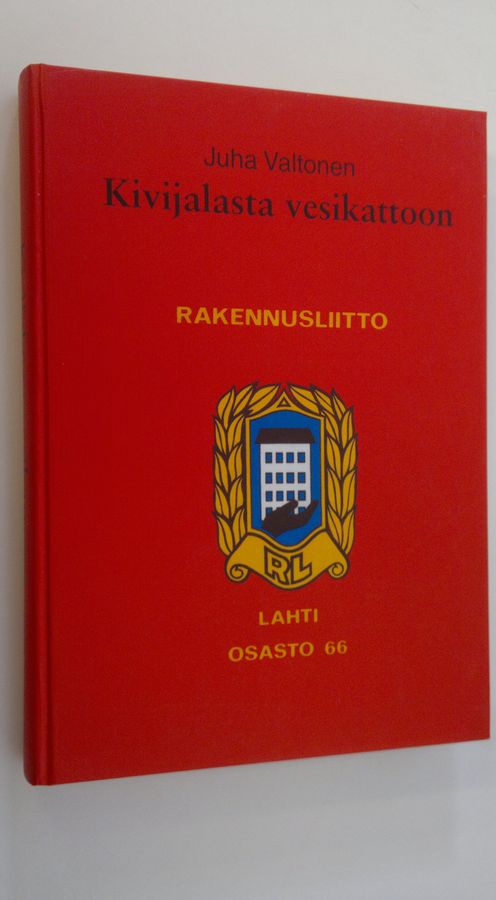 Juha Valtonen
Kivijalasta vesikattoon
RAKENNUSLIITTO
RL
LAHTI
OSASTO 66